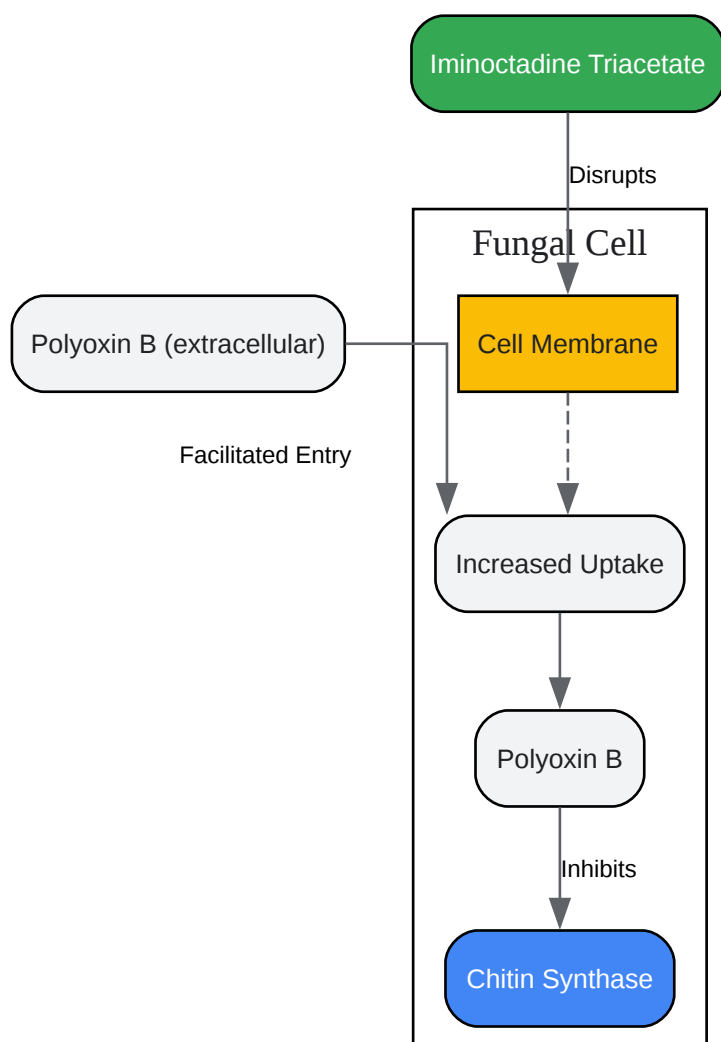 Iminoctadine Triacetate
Disrupts
Fungal Cell
Polyoxin B (extracellular)
Cell Membrane
Facilitated Entry
Increased Uptake
Polyoxin B
Inhibits
Chitin Synthase